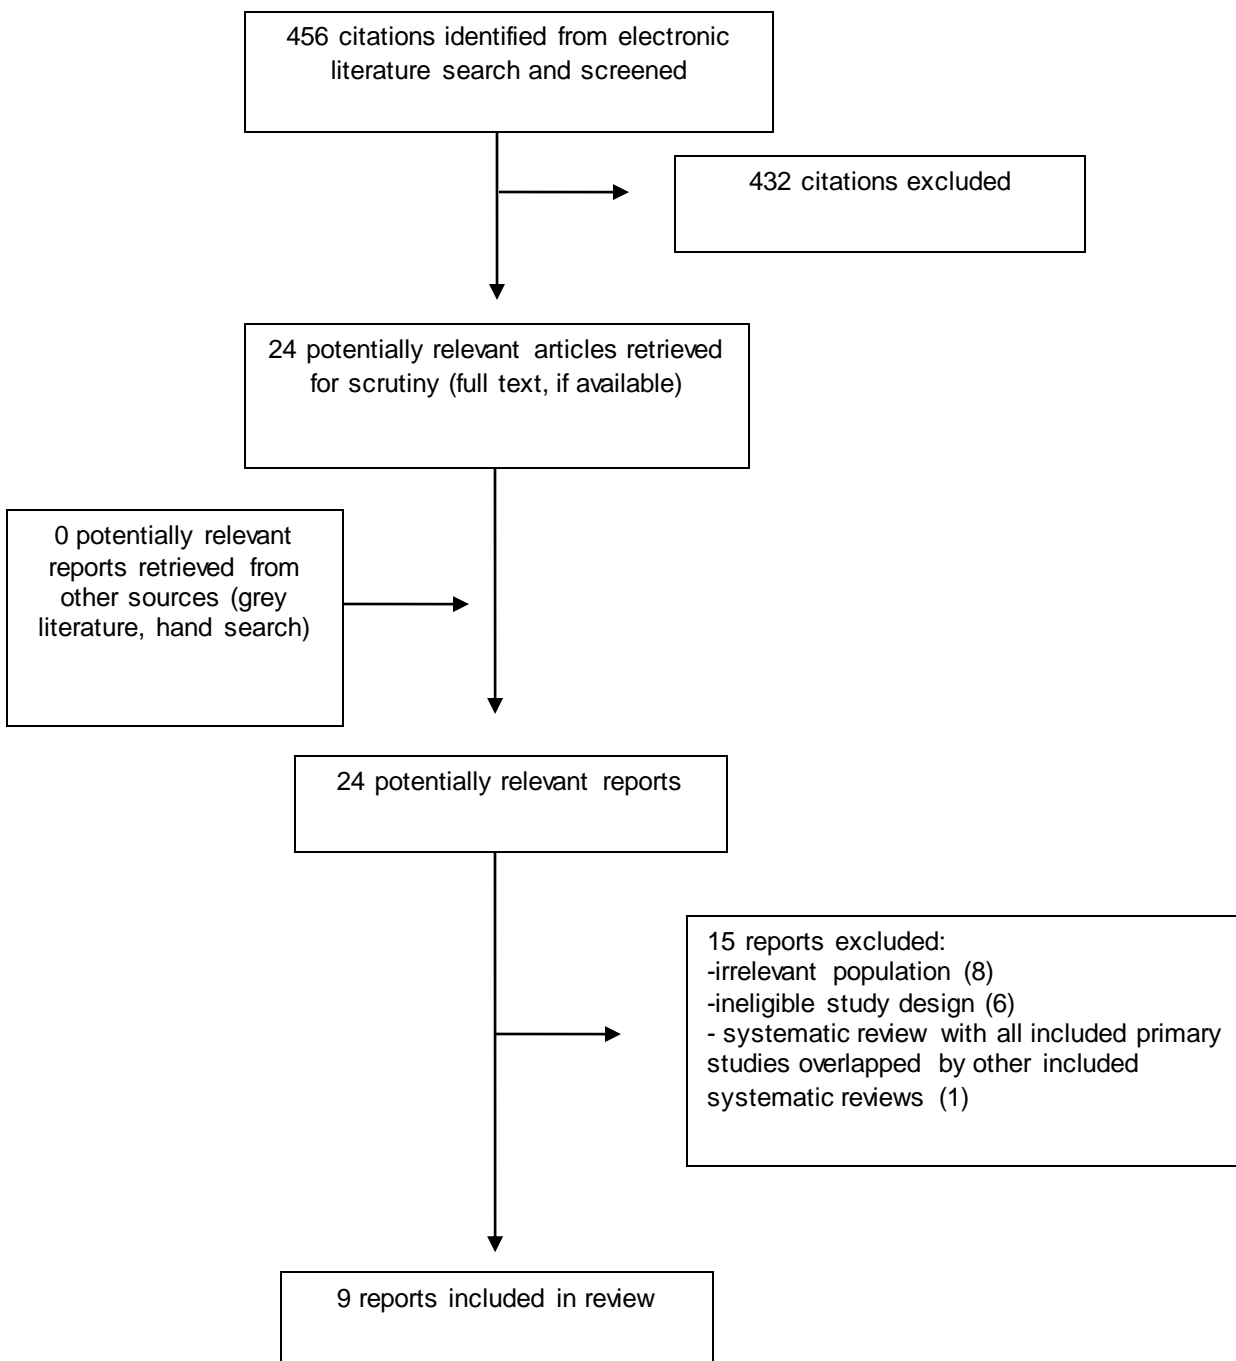 456 citations identified from electronic
literature search and screened
432 citations excluded
24 potentially relevant articles retrieved
for scrutiny (full text, if available)
0 potentially relevant
reports retrieved from
other sources (grey
literature, hand search)
24 potentially relevant reports
15 reports excluded:
-irrelevant population (8)
-ineligible study design (6)
- systematic review with all included primary
studies overlapped by other included
systematic reviews (1)
9 reports included in review